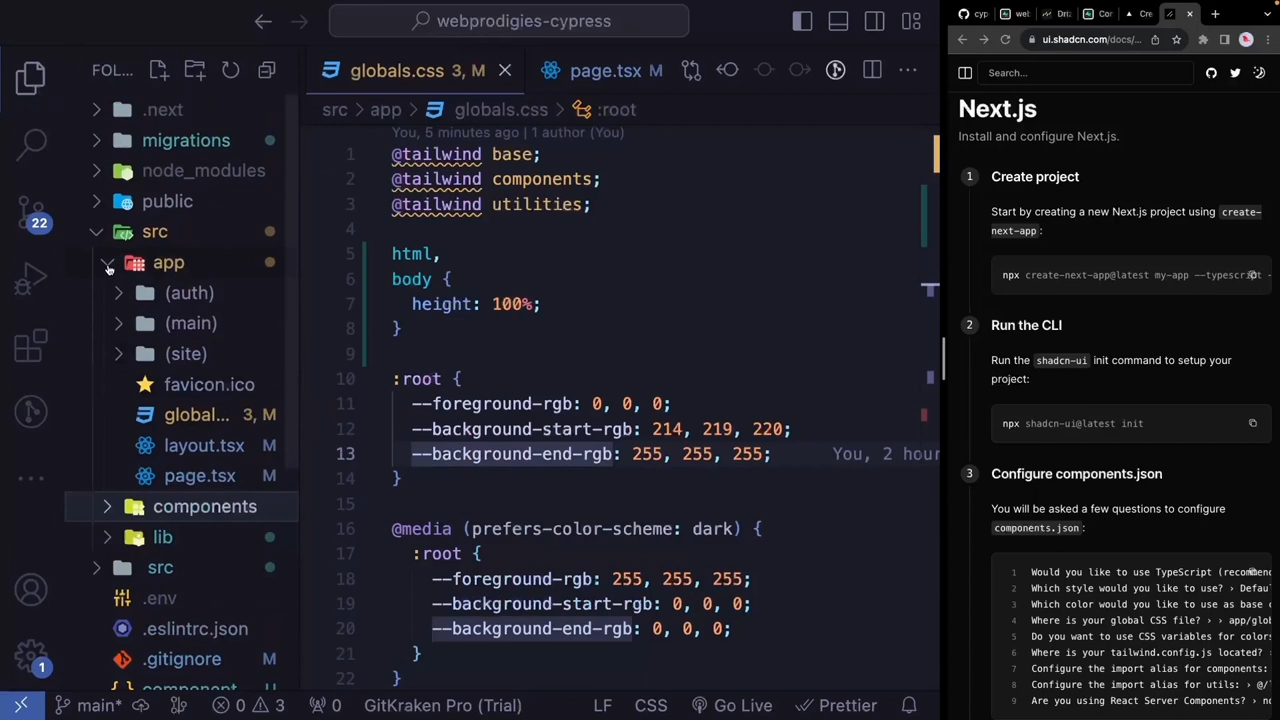 webprodigies-cypress
FOL...
.next
migrations
node_modules
public
src
app
(auth)
(main)
(site)
favicon.ico
global... 3, M
layout.tsx M
page.tsx M
components
lib
src
.env
.eslintrc.json
.gitignore M
22
1
globals.css 3, M
page.tsx M
src
app
globals.css
:root
You, 5 minutes ago | 1 author (You)
1 @tailwind base;
2 @tailwind components;
3 @tailwind utilities;
4
5 html,
6 body {
7 height: 100%;
8 }
9
10 :root {
11 --foreground-rgb: 0, 0, 0;
12 --background-start-rgb: 214, 219, 220;
13 --background-end-rgb: 255, 255, 255; You, 2 hour
14 }
15
16 @media (prefers-color-scheme: dark) {
17 :root {
18 --foreground-rgb: 255, 255, 255;
19 --background-start-rgb: 0, 0, 0;
20 --background-end-rgb: 0, 0, 0;
21 }
22 }
main* 0 3 0 GitKraken Pro (Trial) LF CSS Go Live Prettier
cyp
Cre
ui.shadcn.com/docs/...
Search...
Next.js
Install and configure Next.js.
1 Create project
Start by creating a new Next.js project using create-
next-app:
npx create-next-app@latest my-app --typescript -
2 Run the CLI
Run the shadcn-ui init command to setup your
project:
npx shadcn-ui@latest init
3 Configure components.json
You will be asked a few questions to configure
components.json:
1 Would you like to use TypeScript (recommen
2 Which style would you like to use? › Defau
3 Which color would you like to use as base c
4 Where is your global CSS file? › › app/glob
5 Do you want to use CSS variables for colors
6 Where is your tailwind.config.js located? ›
7 Configure the import alias for components:
8 Configure the import alias for utils: › @/
9 Are you using React Server Components? › no